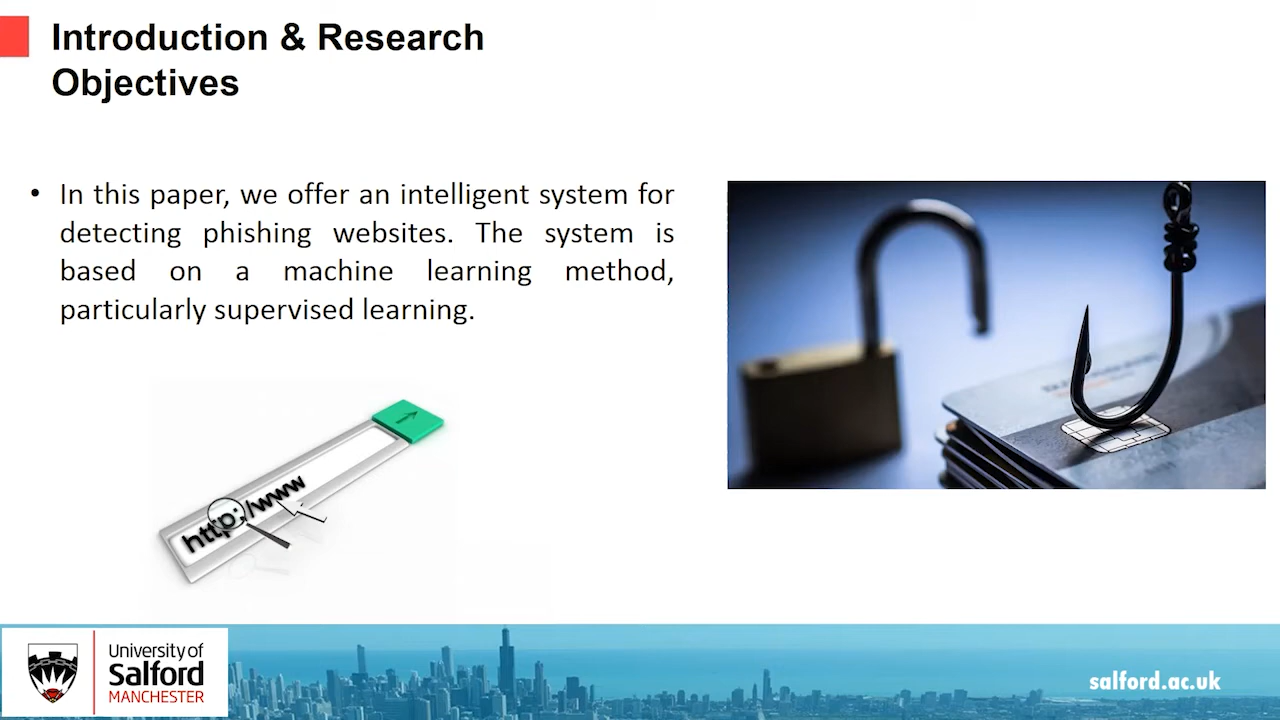 Introduction & Research
Objectives
• In this paper, we offer an intelligent system for
detecting phishing websites. The system is
based on a machine learning method,
particularly supervised learning.
http:/www
University of
Salford
MANCHESTER
salford.ac.uk